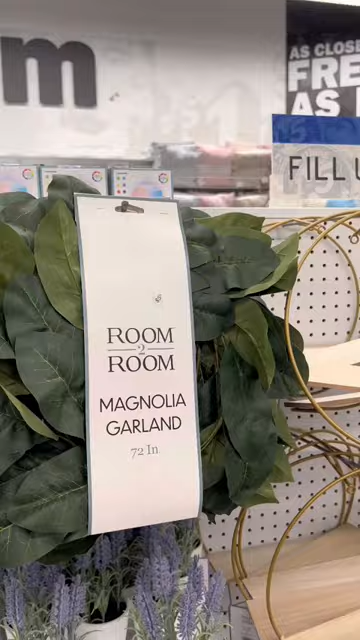 m
AS CLOSE
FRE
AS
FILL U
ROOM
2
ROOM
MAGNOLIA
GARLAND
72 In.